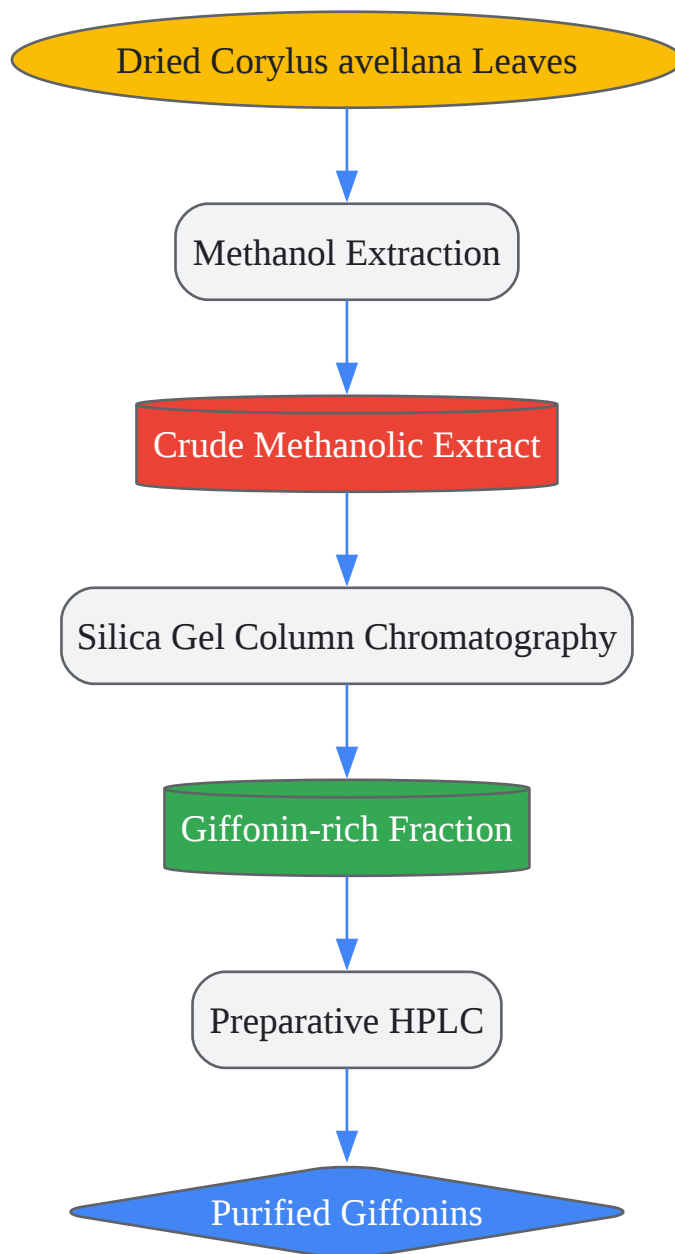 Dried Corylus avellana Leaves
Methanol Extraction
Crude Methanolic Extract
Silica Gel Column Chromatography
Giffonin-rich Fraction
Preparative HPLC
Purified Giffonins